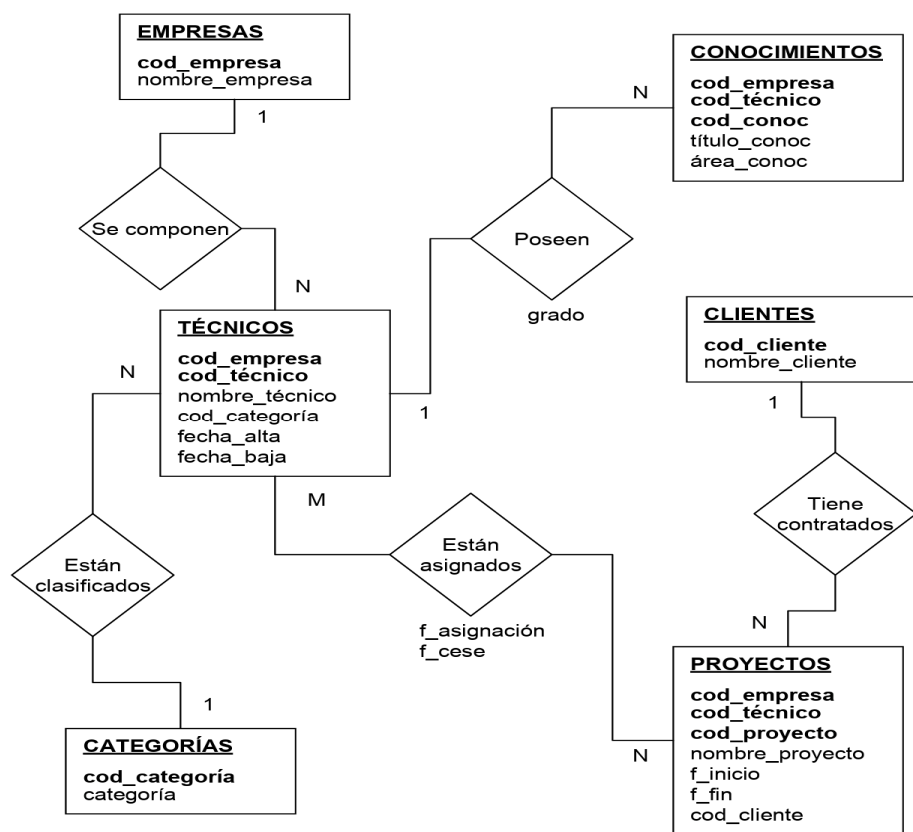 EMPRESAS
cod_empresa
nombre_empresa
1
Se componen
N
CONOCIMIENTOS
cod_empresa
cod_técnico
cod_conoc
título_conoc
área_conoc
N
Poseen
grado
1
TÉCNICOS
cod_empresa
cod_técnico
nombre_técnico
cod_categoría
fecha_alta
fecha_baja
N
M
CLIENTES
cod_cliente
nombre_cliente
1
Tiene
contratados
N
Están
clasificados
1
Están
asignados
f_asignación
f_cese
N
PROYECTOS
cod_empresa
cod_técnico
cod_proyecto
nombre_proyecto
f_inicio
f_fin
cod_cliente
CATEGORÍAS
cod_categoría
categoría